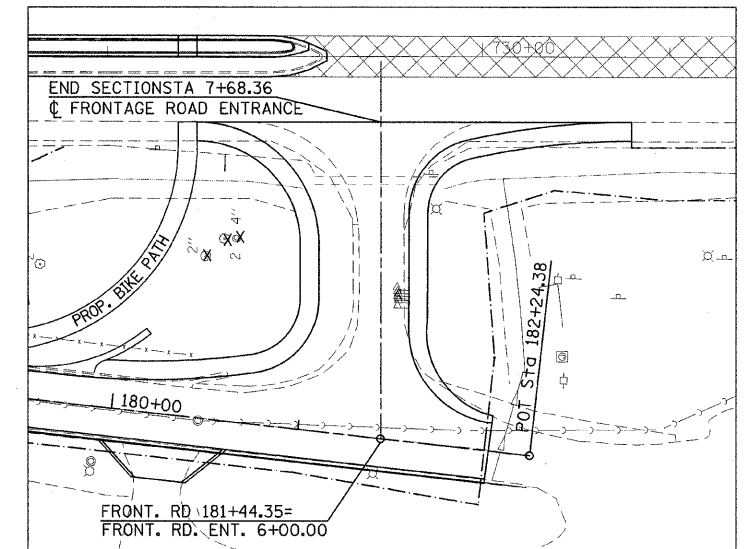 730+00
END SECTIONSTA 7+68.36
℄ FRONTAGE ROAD ENTRANCE
2''
2
4''
PROP. BIKE PATH
POT Sta 182+24.38
180+00
FRONT. RD 181+44.35=
FRONT. RD. ENT. 6+00.00